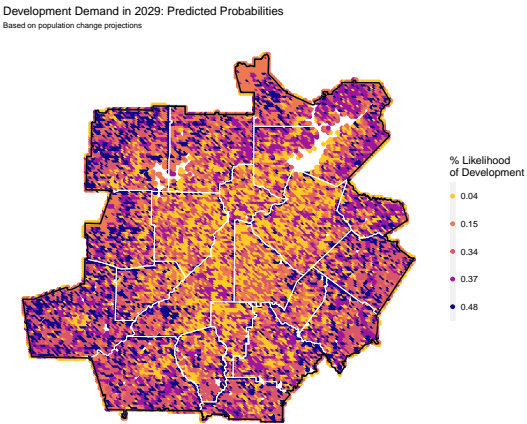 Development Demand in 2029: Predicted Probabilities
Based on population change projections
% Likelihood
of Development
0.04
0.15
0.34
0.37
0.48